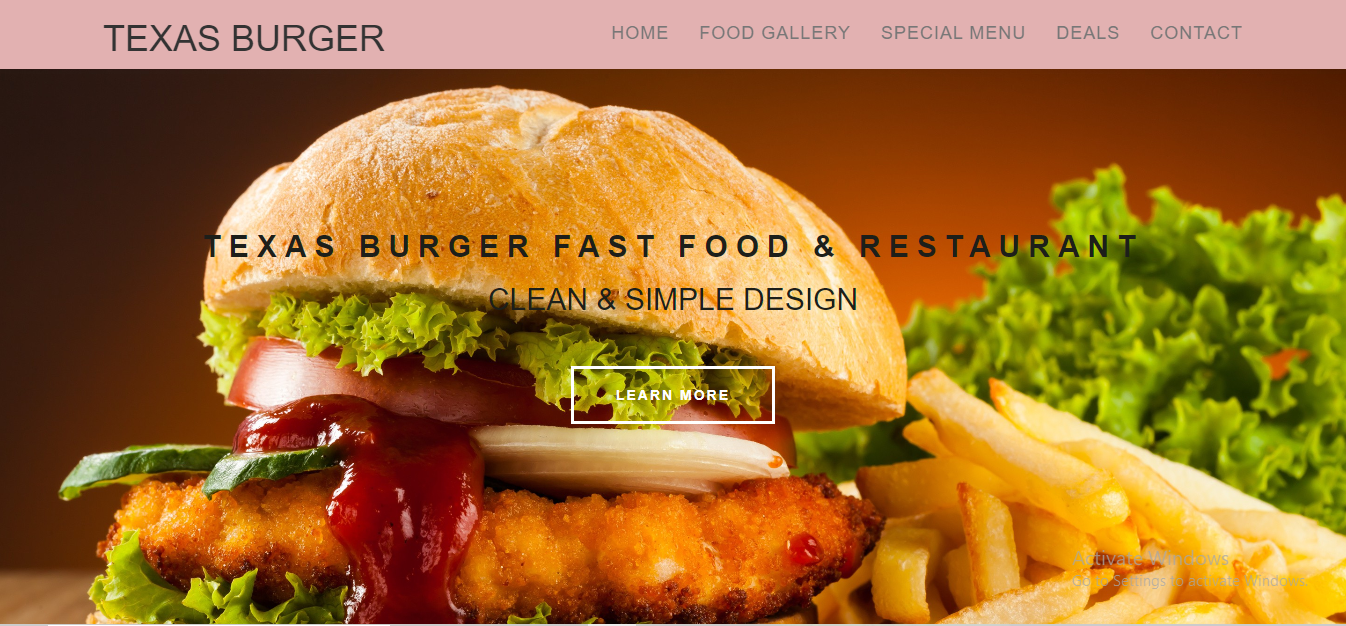 TEXAS BURGER
HOME FOOD GALLERY SPECIAL MENU DEALS CONTACT
TEXAS BURGER FAST FOOD & RESTAURANT
CLEAN & SIMPLE DESIGN
LEARN MORE
Activate Windows
Go to Settings to activate Windows.